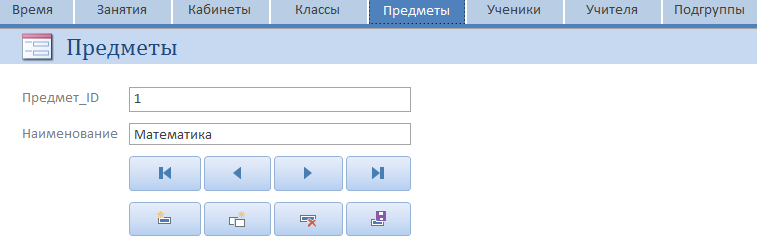 Время Занятия Кабинеты Классы Предметы Ученики Учителя Подгруппы
Предметы
Предмет_ID 1
Наименование Математика